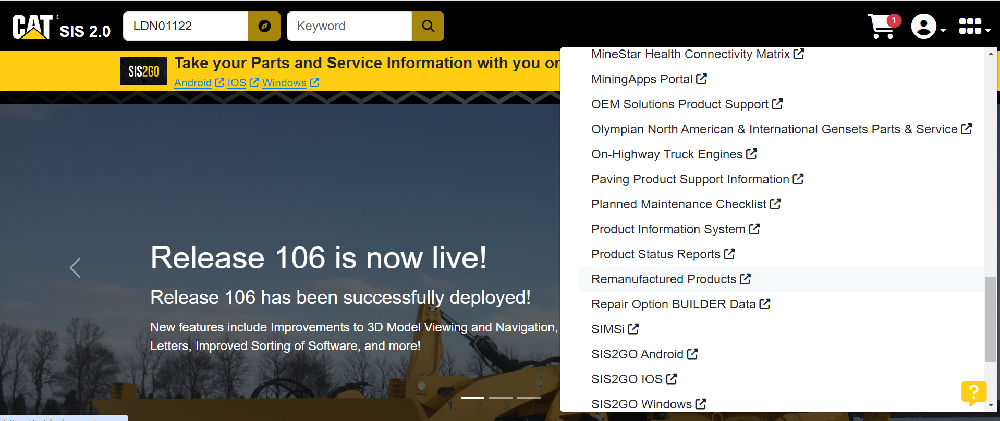 CAT® SIS 2.0
LDN01122
Keyword
1
SIS2GO
Take your Parts and Service Information with you
Android IOS Windows
MineStar Health Connectivity Matrix
MiningApps Portal
OEM Solutions Product Support
Olympian North American & International Gensets Parts & Service
On-Highway Truck Engines
Paving Product Support Information
Planned Maintenance Checklist
Product Information System
Product Status Reports
Remanufactured Products
Repair Option BUILDER Data
SIMSi
SIS2GO Android
SIS2GO IOS
SIS2GO Windows
Release 106 is now live!
Release 106 has been successfully deployed!
New features include Improvements to 3D Model Viewing and Navigation,
Letters, Improved Sorting of Software, and more!
1. 2. 3
?